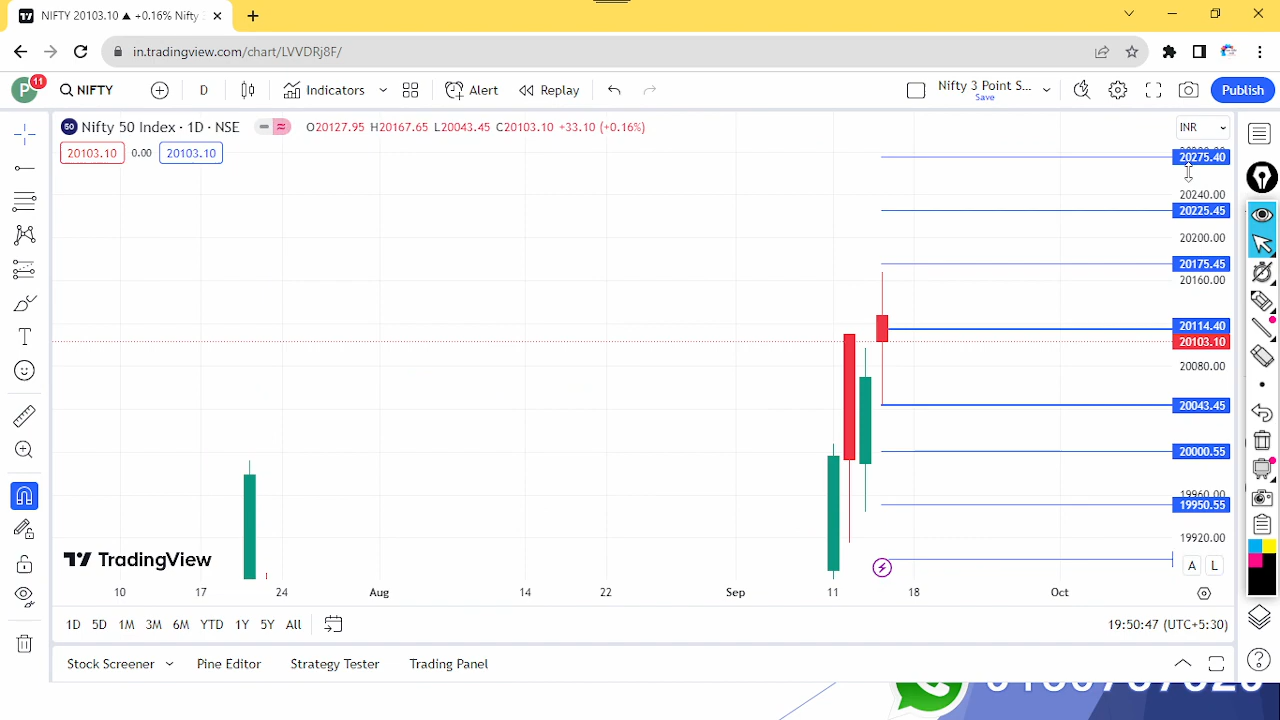 NIFTY 20103.10 ▲ +0.16% Nifty
in.tradingview.com/chart/LVVDRj8F/
P 11 NIFTY D Indicators Alert Replay Nifty 3 Point S... Save Publish
50 Nifty 50 Index · 1D · NSE O20127.95 H20167.65 L20043.45 C20103.10 +33.10 (+0.16%) INR
20103.10 0.00 20103.10
20275.40
20240.00
20225.45
20200.00
20175.45
20160.00
20114.40
20103.10
20080.00
20043.45
20000.55
19960.00
19950.55
19920.00
TradingView
A L
10 17 24 Aug 14 22 Sep 11 18 Oct
1D 5D 1M 3M 6M YTD 1Y 5Y All 19:50:47 (UTC+5:30)
Stock Screener Pine Editor Strategy Tester Trading Panel